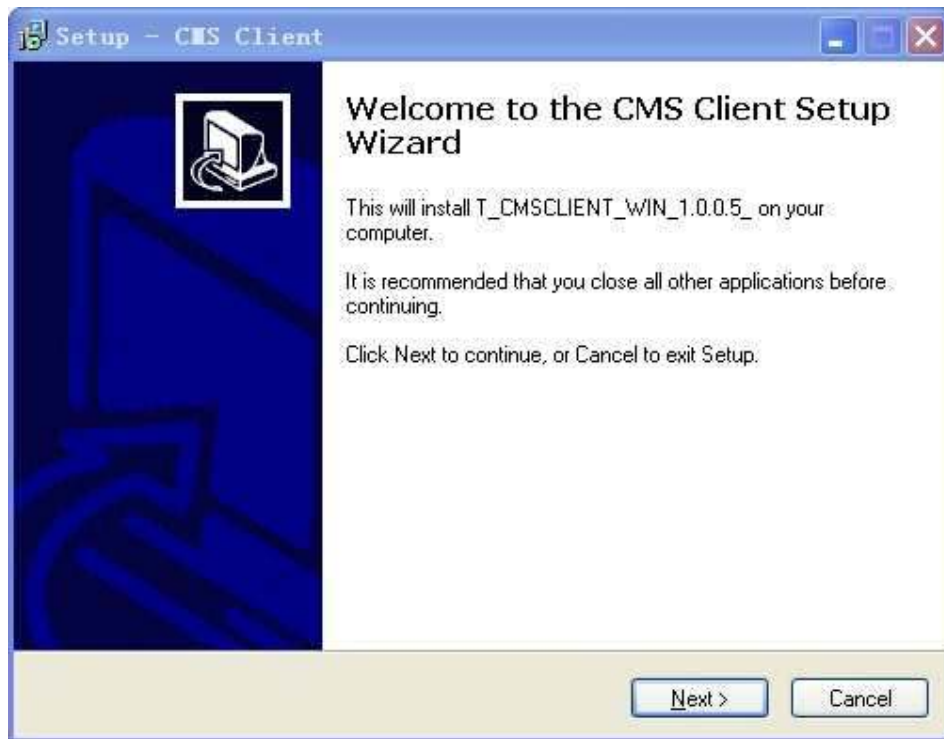 Setup - CMS Client
Welcome to the CMS Client Setup
Wizard
This will install T_CMSCLIENT_WIN_1.0.0.5_ on your
computer.
It is recommended that you close all other applications before
continuing.
Click Next to continue, or Cancel to exit Setup.
Next >
Cancel